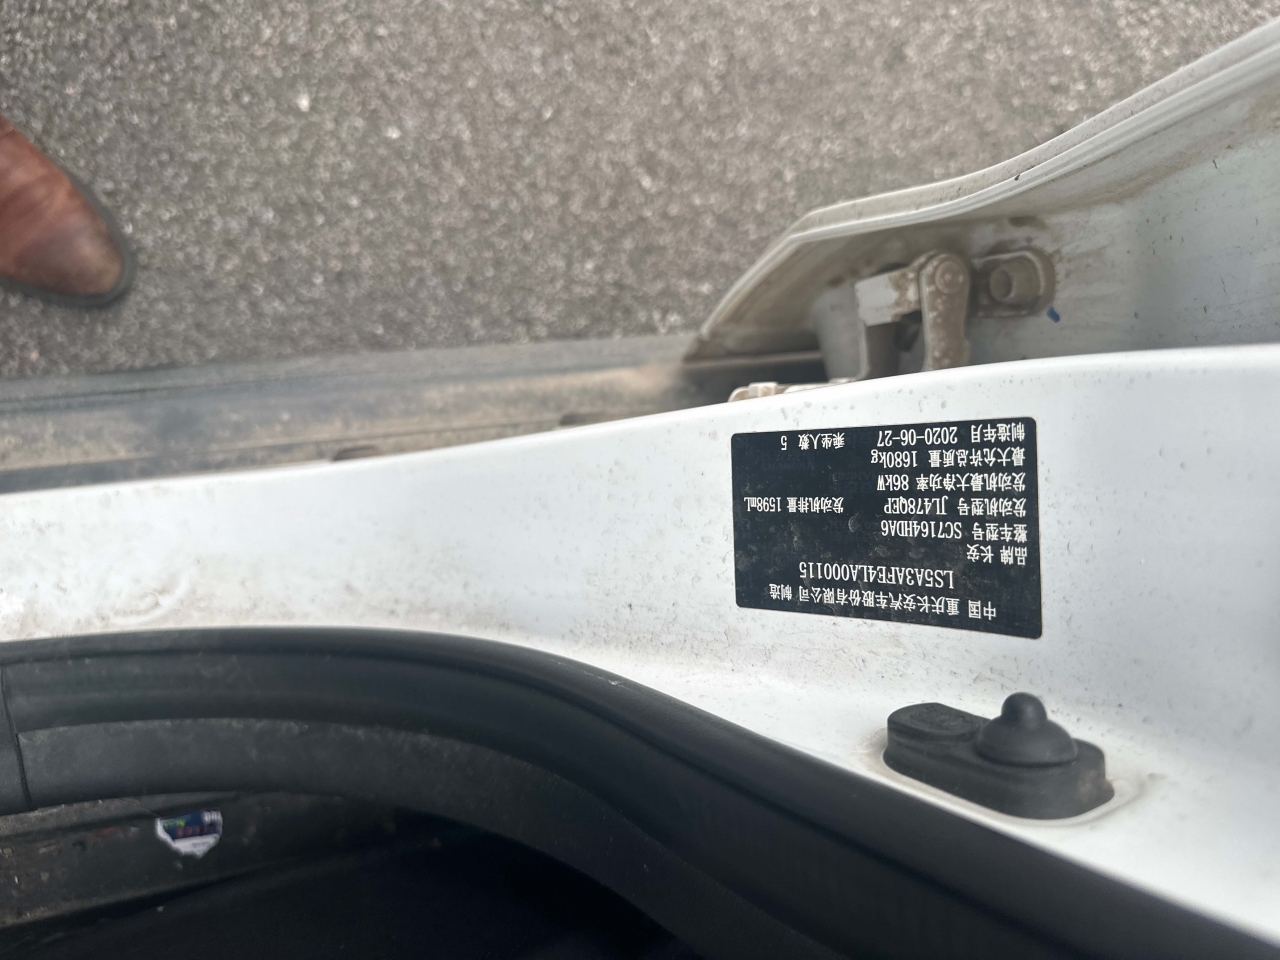 中国 重庆长安汽车股份有限公司 制造
LS5A3AFE4LA000115
品牌 长安
整车型号 SC7164HDA6
发动机型号 JL478QEP 发动机排量 1598mL
发动机最大净功率 86kW
最大允许总质量 1680kg
制造年月 2020-06-27 乘坐人数 5